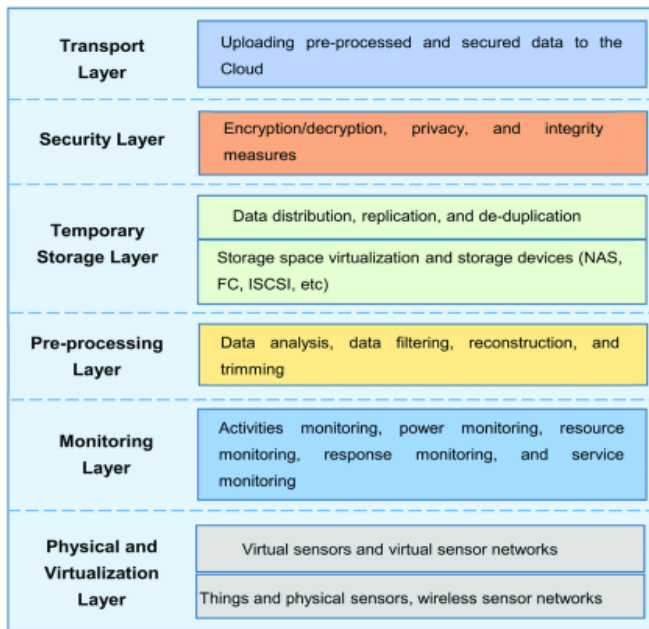 Transport
Layer
Uploading pre-processed and secured data to the
Cloud
Security Layer
Encryption/decryption, privacy, and integrity
measures
Temporary
Storage Layer
Data distribution, replication, and de-duplication
Storage space virtualization and storage devices (NAS,
FC, ISCSI, etc)
Pre-processing
Layer
Data analysis, data filtering, reconstruction, and
trimming
Monitoring
Layer
Activities monitoring, power monitoring, resource
monitoring, response monitoring, and service
monitoring
Physical and
Virtualization
Layer
Virtual sensors and virtual sensor networks
Things and physical sensors, wireless sensor networks